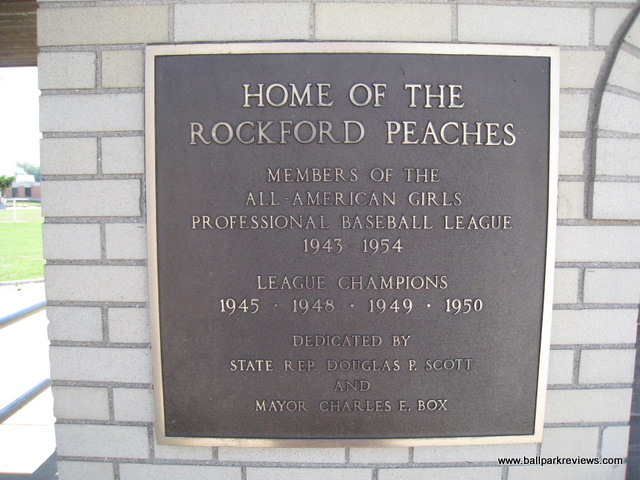 HOME OF THE
ROCKFORD PEACHES
MEMBERS OF THE
ALL-AMERICAN GIRLS
PROFESSIONAL BASEBALL LEAGUE
1943 - 1954
LEAGUE CHAMPIONS
1945 · 1948 · 1949 · 1950
DEDICATED BY
STATE REP. DOUGLAS P. SCOTT
AND
MAYOR CHARLES E. BOX
www.ballparkreviews.com